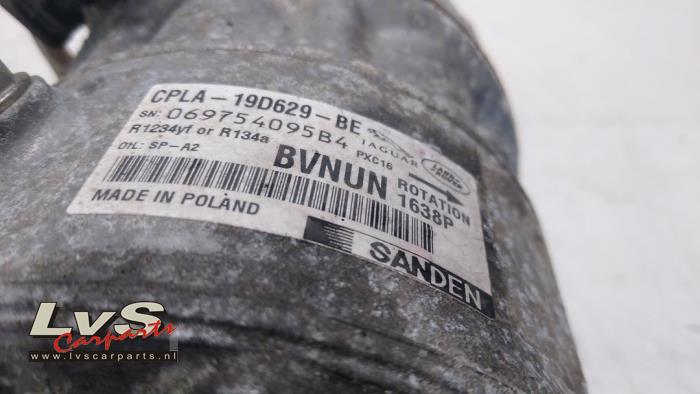 CPLA-19D629-BE
SN: 069754095B4
JAGUAR
LAND ROVER
R1234yf or R134a
PXC16
OIL: SP-A2
BVNUN
ROTATION
1638P
MADE IN POLAND
SANDEN
LvS
Carparts
www.lvscarparts.nl